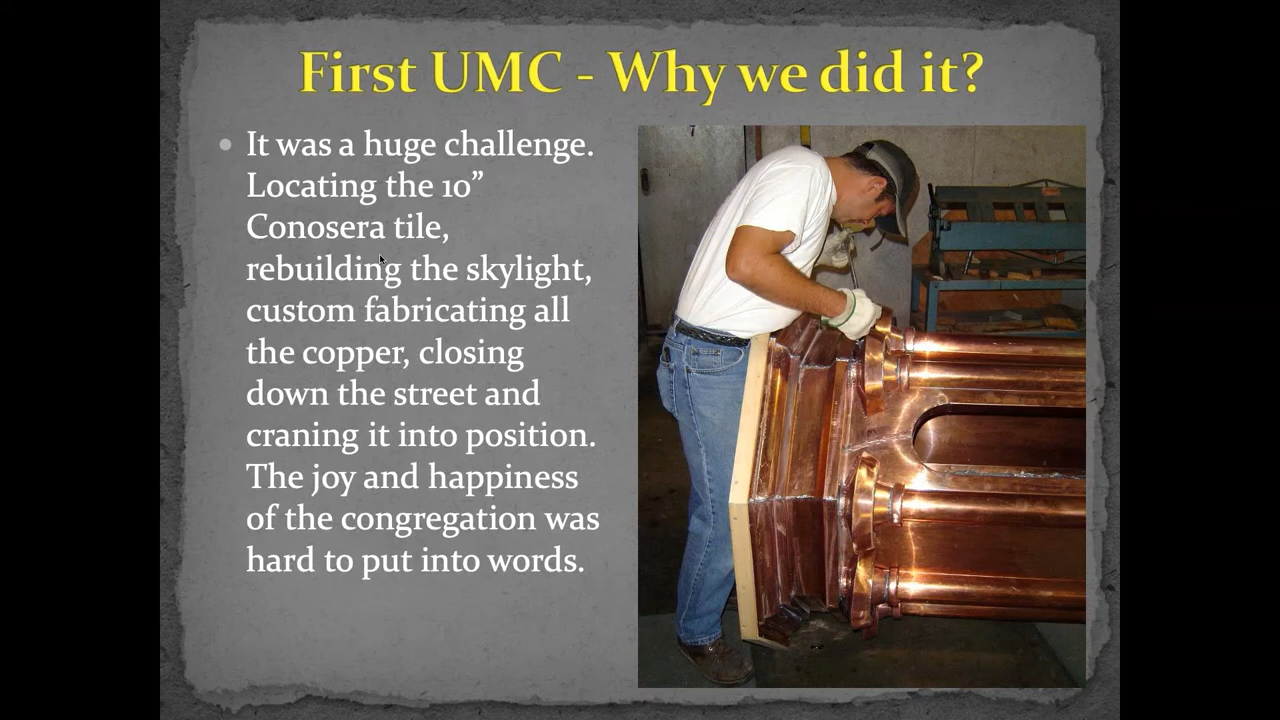 First UMC - Why we did it?
It was a huge challenge.
Locating the 10”
Conosera tile,
rebuilding the skylight,
custom fabricating all
the copper, closing
down the street and
craning it into position.
The joy and happiness
of the congregation was
hard to put into words.